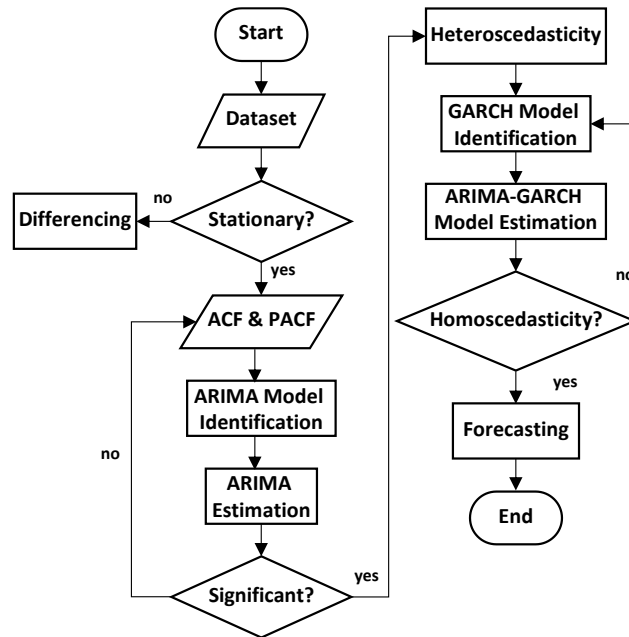 Start
Dataset
no
Differencing
Stationary?
yes
ACF & PACF
ARIMA Model
Identification
no
ARIMA
Estimation
Significant?
yes
Heteroscedasticity
GARCH Model
Identification
ARIMA-GARCH
Model Estimation
no
Homoscedasticity?
yes
Forecasting
End